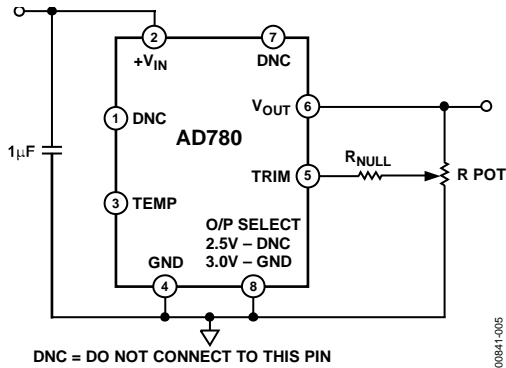 2
7
+VIN
DNC
1
DNC
VOUT
6
AD780
1μF
RNULL
TRIM
5
R POT
3
TEMP
O/P SELECT
2.5V – DNC
3.0V – GND
GND
4
8
DNC = DO NOT CONNECT TO THIS PIN
00841-005